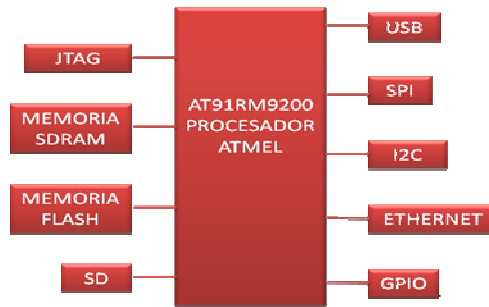 JTAG
MEMORIA
SDRAM
MEMORIA
FLASH
SD
AT91RM9200
PROCESADOR
ATMEL
USB
SPI
I2C
ETHERNET
GPIO